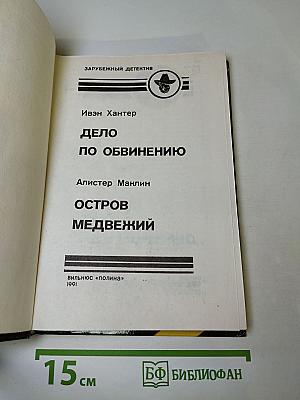 ЗАРУБЕЖНЫЙ ДЕТЕКТИВ
Ивэн Хантер
ДЕЛО
ПО ОБВИНЕНИЮ
Алистер Маклин
ОСТРОВ
МЕДВЕЖИЙ
ВИЛЬНЮС «ПОЛИНА»
1991
15 см
БФ БИБЛИОФАН